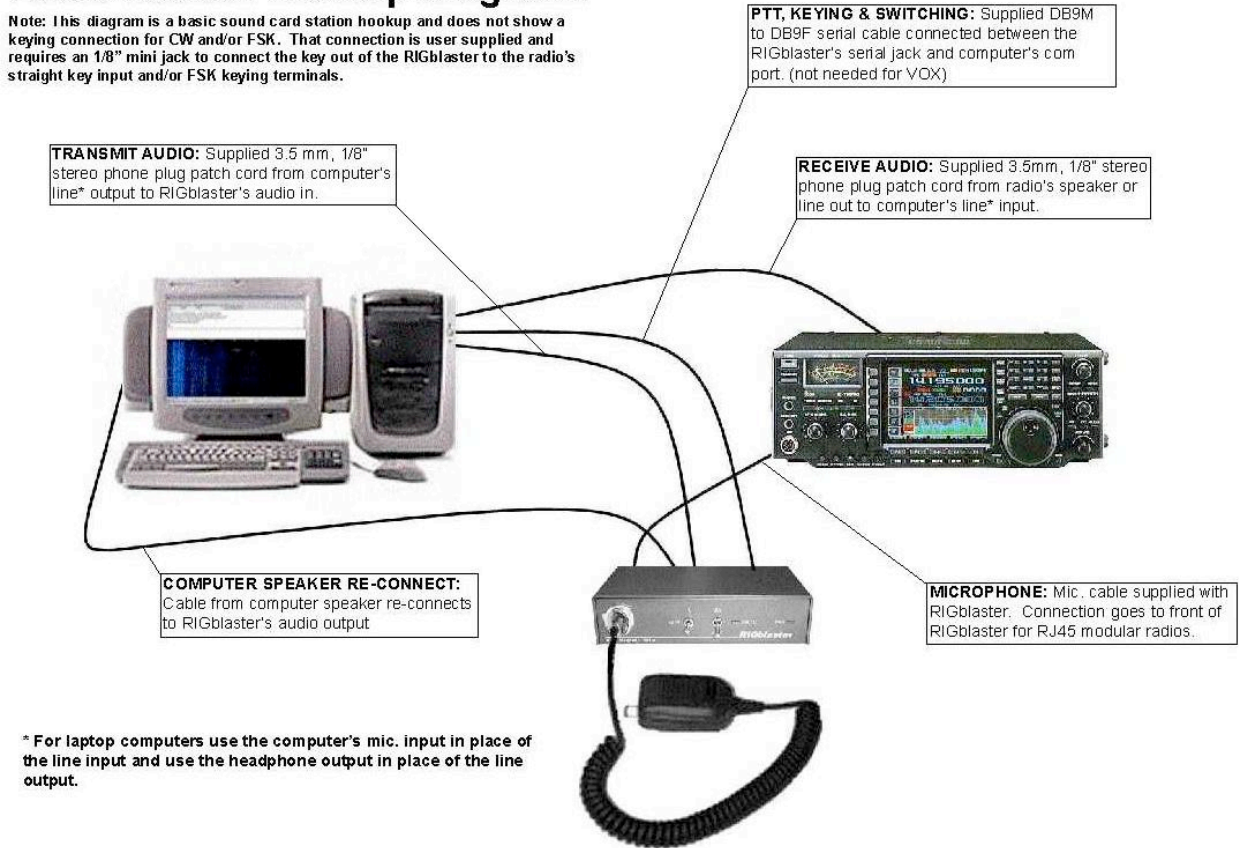 Note: This diagram is a basic sound card station hookup and does not show a
keying connection for CW and/or FSK. That connection is user supplied and
requires an 1/8" mini jack to connect the key out of the RIGblaster to the radio's
straight key input and/or FSK keying terminals.
PTT, KEYING & SWITCHING: Supplied DB9M
to DB9F serial cable connected between the
RIGblaster's serial jack and computer's com
port. (not needed for VOX)
TRANSMIT AUDIO: Supplied 3.5 mm, 1/8"
stereo phone plug patch cord from computer's
line* output to RIGblaster's audio in.
RECEIVE AUDIO: Supplied 3.5mm, 1/8" stereo
phone plug patch cord from radio's speaker or
line out to computer's line* input.
14.195.000
COMPUTER SPEAKER RE-CONNECT:
Cable from computer speaker re-connects
to RIGblaster's audio output
RIGblaster
MICROPHONE: Mic. cable supplied with
RIGblaster. Connection goes to front of
RIGblaster for RJ45 modular radios.
* For laptop computers use the computer's mic. input in place of
the line input and use the headphone output in place of the line
output.